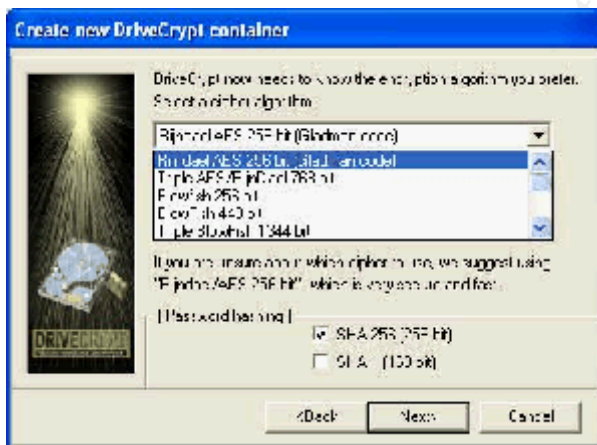 Create new DriveCrypt container
DriveCrypt now needs to know the encryption algorithm you prefer.
Select a cipher algorithm
Rijndael AES 256 bit (Gladman code)
Rijndael AES 256 bit (Gladman code)
Triple AES/RijnDael 768 bit
Blowfish 256 bit
BlowFish 448 bit
Triple BlowFish 1344 bit
If you are unsure about which cipher to use, we suggest using
"Rijndael/AES 256 bit", which is very secure and fast.
[ Password hashing ]
SHA 256 (256 bit)
(160 bit)
DRIVECRYPT
<Back
Next>
Cancel